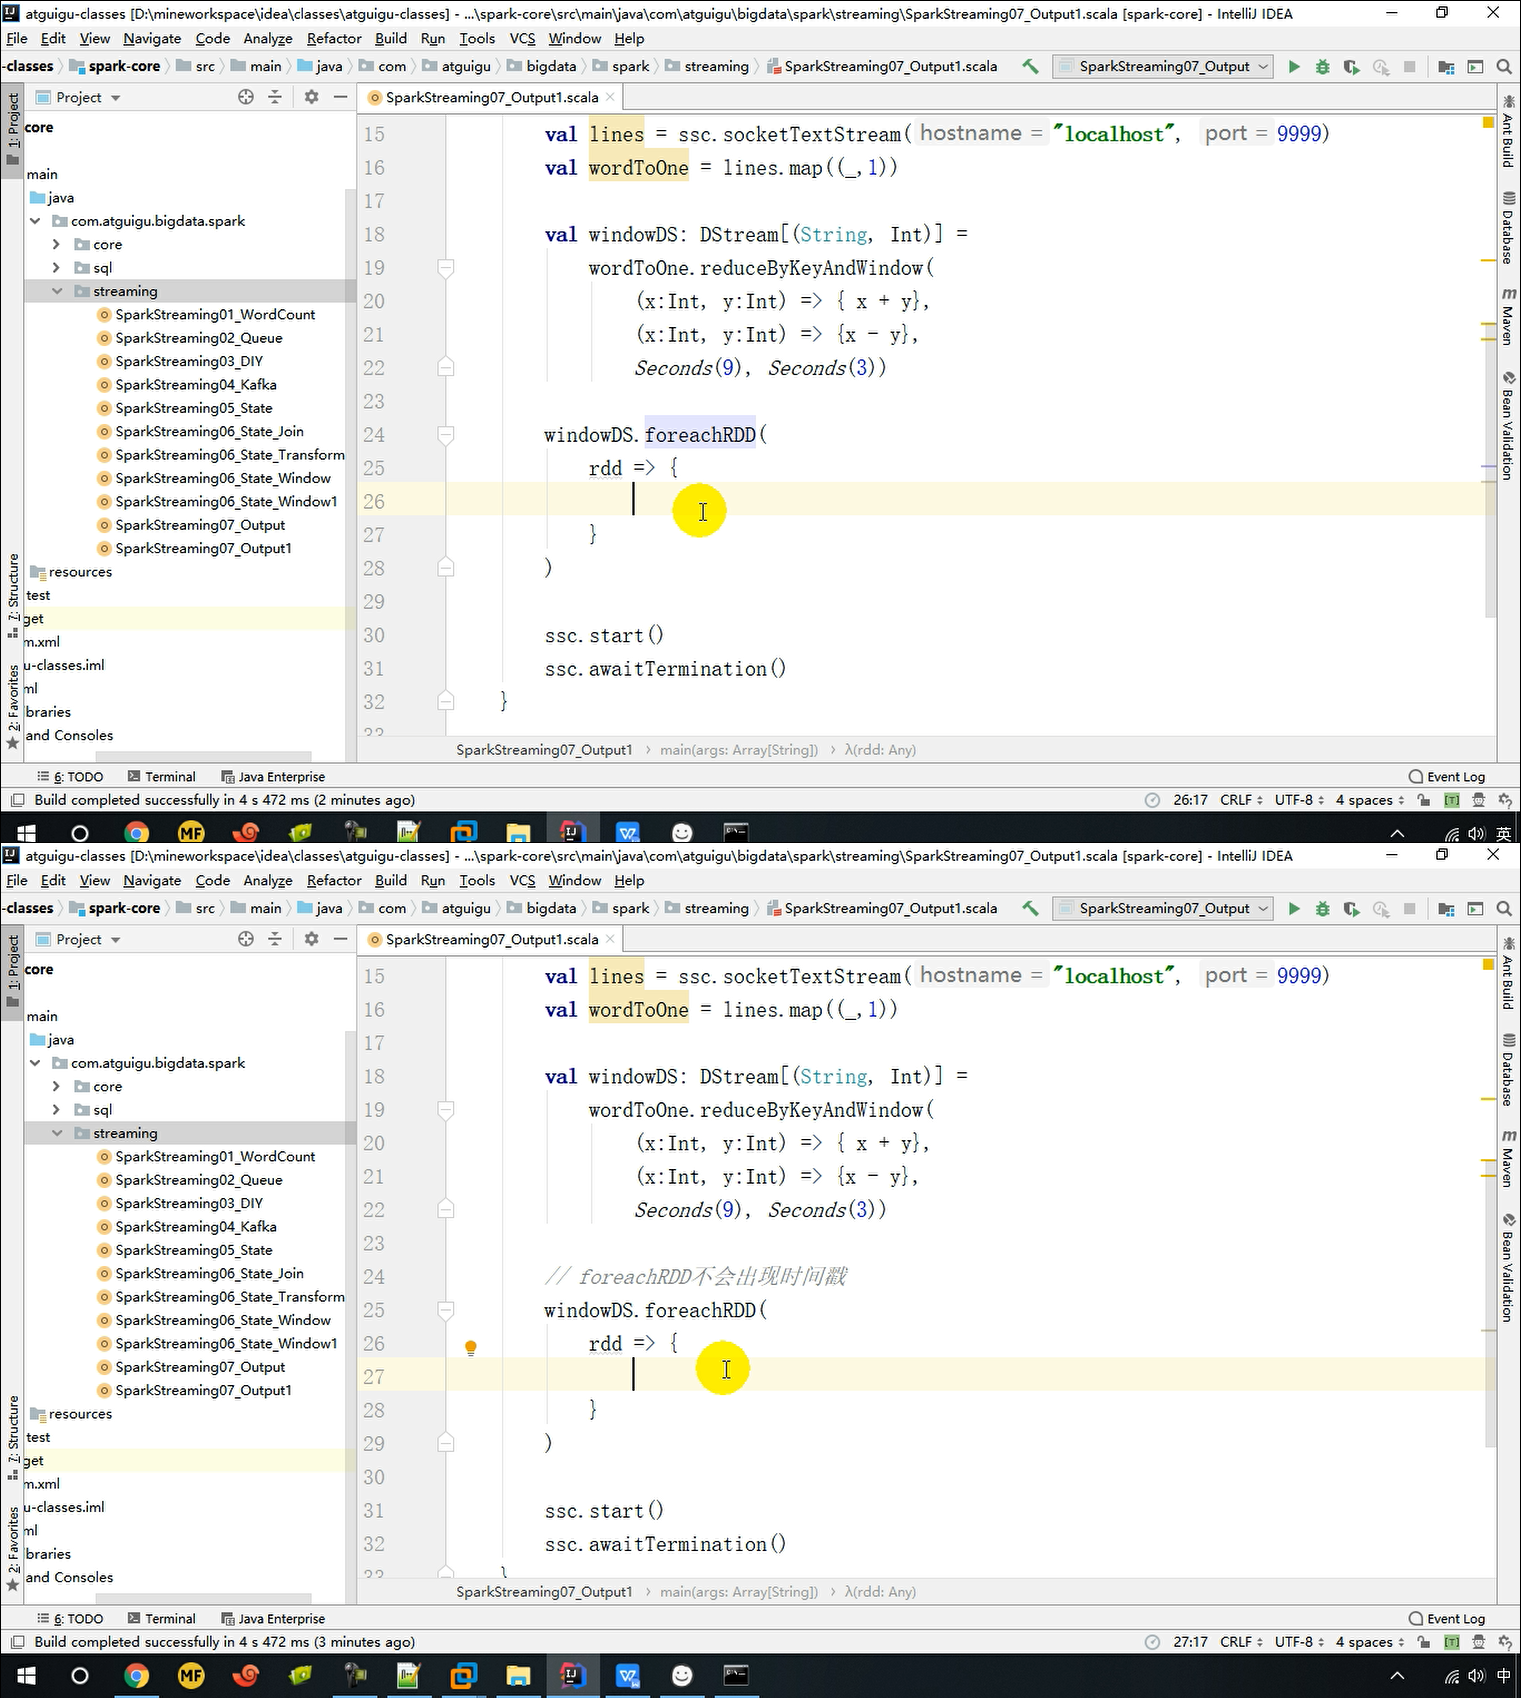 atguigu-classes [D:\mineworkspace\idea\classes\atguigu-classes] - ...\spark-core\src\main\java\com\atguigu\bigdata\spark\streaming\SparkStreaming07_Output1.scala [spark-core] - IntelliJ IDEA
File Edit View Navigate Code Analyze Refactor Build Run Tools VCS Window Help
-classes spark-core src main java com atguigu bigdata spark streaming SparkStreaming07_Output1.scala SparkStreaming07_Output
Project SparkStreaming07_Output1.scala
1: Project
7: Structure
2: Favorites
core
main
java
com.atguigu.bigdata.spark
core
sql
streaming
SparkStreaming01_WordCount
SparkStreaming02_Queue
SparkStreaming03_DIY
SparkStreaming04_Kafka
SparkStreaming05_State
SparkStreaming06_State_Join
SparkStreaming06_State_Transform
SparkStreaming06_State_Window
SparkStreaming06_State_Window1
SparkStreaming07_Output
SparkStreaming07_Output1
resources
test
get
m.xml
u-classes.iml
ml
braries
and Consoles
15 val lines = ssc.socketTextStream( hostname = "localhost", port = 9999)
16 val wordToOne = lines.map((_,1))
17
18 val windowDS: DStream[(String, Int)] =
19 wordToOne.reduceByKeyAndWindow(
20 (x:Int, y:Int) => { x + y},
21 (x:Int, y:Int) => {x - y},
22 Seconds(9), Seconds(3))
23
24 windowDS.foreachRDD(
25 rdd => {
26
27 }
28 )
29
30 ssc.start()
31 ssc.awaitTermination()
32 }
33
SparkStreaming07_Output1 › main(args: Array[String]) › λ(rdd: Any)
Ant Build
Database
Maven
Bean Validation
6: TODO Terminal Java Enterprise Event Log
Build completed successfully in 4 s 472 ms (2 minutes ago) 26:17 CRLF UTF-8 4 spaces
MF 英
atguigu-classes [D:\mineworkspace\idea\classes\atguigu-classes] - ...\spark-core\src\main\java\com\atguigu\bigdata\spark\streaming\SparkStreaming07_Output1.scala [spark-core] - IntelliJ IDEA
File Edit View Navigate Code Analyze Refactor Build Run Tools VCS Window Help
-classes spark-core src main java com atguigu bigdata spark streaming SparkStreaming07_Output1.scala SparkStreaming07_Output
Project SparkStreaming07_Output1.scala
1: Project
7: Structure
2: Favorites
core
main
java
com.atguigu.bigdata.spark
core
sql
streaming
SparkStreaming01_WordCount
SparkStreaming02_Queue
SparkStreaming03_DIY
SparkStreaming04_Kafka
SparkStreaming05_State
SparkStreaming06_State_Join
SparkStreaming06_State_Transform
SparkStreaming06_State_Window
SparkStreaming06_State_Window1
SparkStreaming07_Output
SparkStreaming07_Output1
resources
test
get
m.xml
u-classes.iml
ml
braries
and Consoles
15 val lines = ssc.socketTextStream( hostname = "localhost", port = 9999)
16 val wordToOne = lines.map((_,1))
17
18 val windowDS: DStream[(String, Int)] =
19 wordToOne.reduceByKeyAndWindow(
20 (x:Int, y:Int) => { x + y},
21 (x:Int, y:Int) => {x - y},
22 Seconds(9), Seconds(3))
23
24 // foreachRDD不会出现时间戳
25 windowDS.foreachRDD(
26 rdd => {
27
28 }
29 )
30
31 ssc.start()
32 ssc.awaitTermination()
33 }
SparkStreaming07_Output1 › main(args: Array[String]) › λ(rdd: Any)
Ant Build
Database
Maven
Bean Validation
6: TODO Terminal Java Enterprise Event Log
Build completed successfully in 4 s 472 ms (3 minutes ago) 27:17 CRLF UTF-8 4 spaces
MF 中